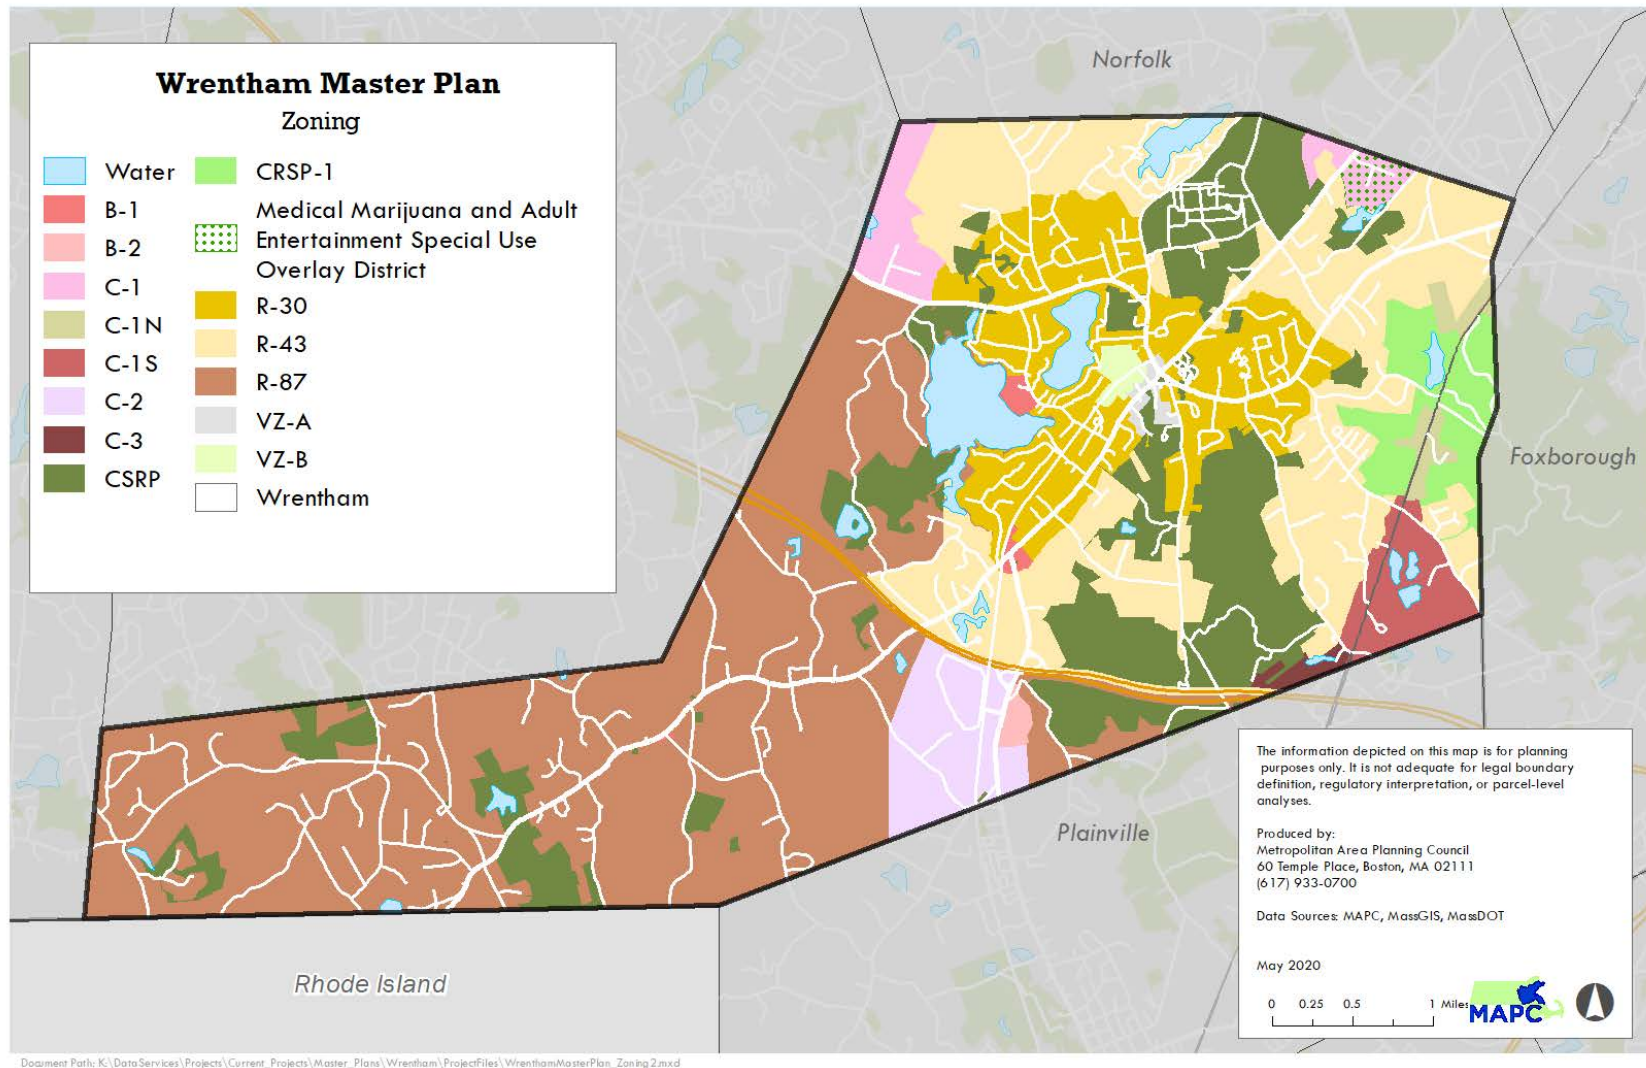 Wrentham Master Plan
Zoning
Water
B-1
B-2
C-1
C-1N
C-1S
C-2
C-3
CSRP
CRSP-1
Medical Marijuana and Adult
Entertainment Special Use
Overlay District
R-30
R-43
R-87
VZ-A
VZ-B
Wrentham
Norfolk
Foxborough
Plainville
Rhode Island
The information depicted on this map is for planning
purposes only. It is not adequate for legal boundary
definition, regulatory interpretation, or parcel-level
analyses.
Produced by:
Metropolitan Area Planning Council
60 Temple Place, Boston, MA 02111
(617) 933-0700
Data Sources: MAPC, MassGIS, MassDOT
May 2020
0 0.25 0.5 1 Miles
MAPC
Document Path: K:\DataServices\Projects\Current_Projects\Master_Plans\Wrentham\ProjectFiles\WrenthamMasterPlan_Zoning2.mxd